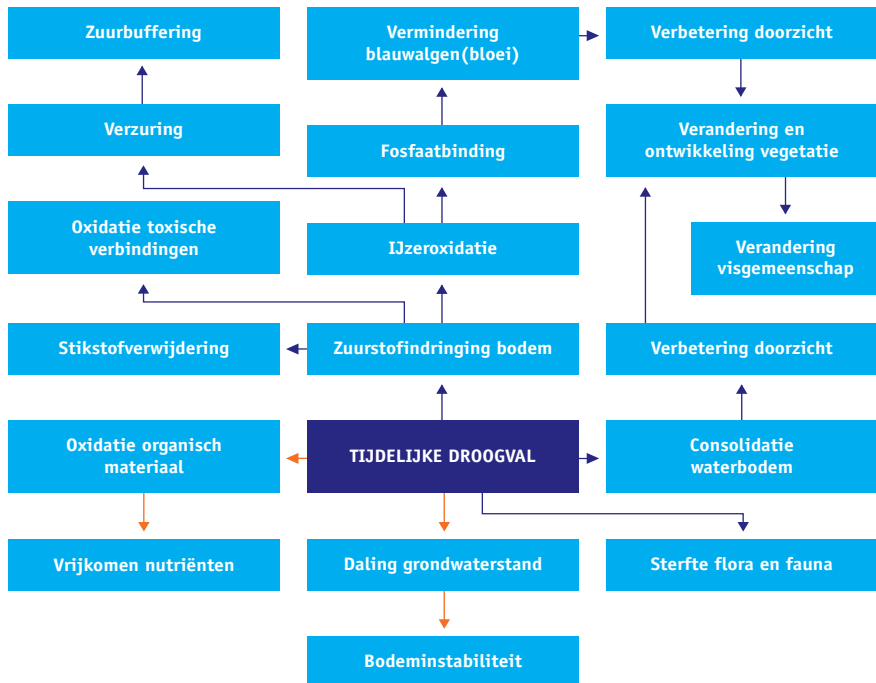 Zuurbuffering
Vermindering
blauwalgen(bloei)
Verbetering doorzicht
Verzuring
Fosfaatbinding
Verandering en
ontwikkeling vegetatie
Oxidatie toxische
verbindingen
IJzeroxidatie
Verandering
visgemeenschap
Stikstofverwijdering
Zuurstofindringing bodem
Verbetering doorzicht
Oxidatie organisch
materiaal
TIJDELIJKE DROOGVAL
Consolidatie
waterbodem
Vrijkomen nutriënten
Daling grondwaterstand
Sterfte flora en fauna
Bodeminstabiliteit